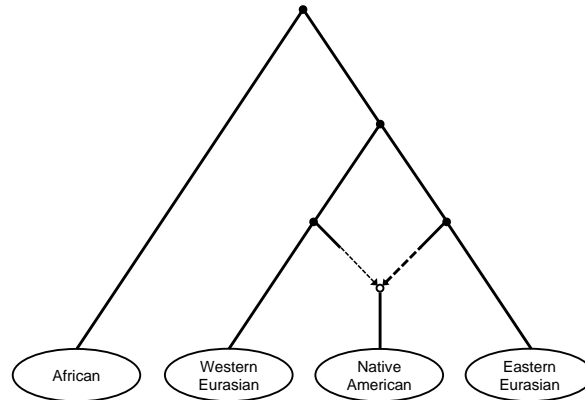 African
Western
Eurasian
Native
American
Eastern
Eurasian